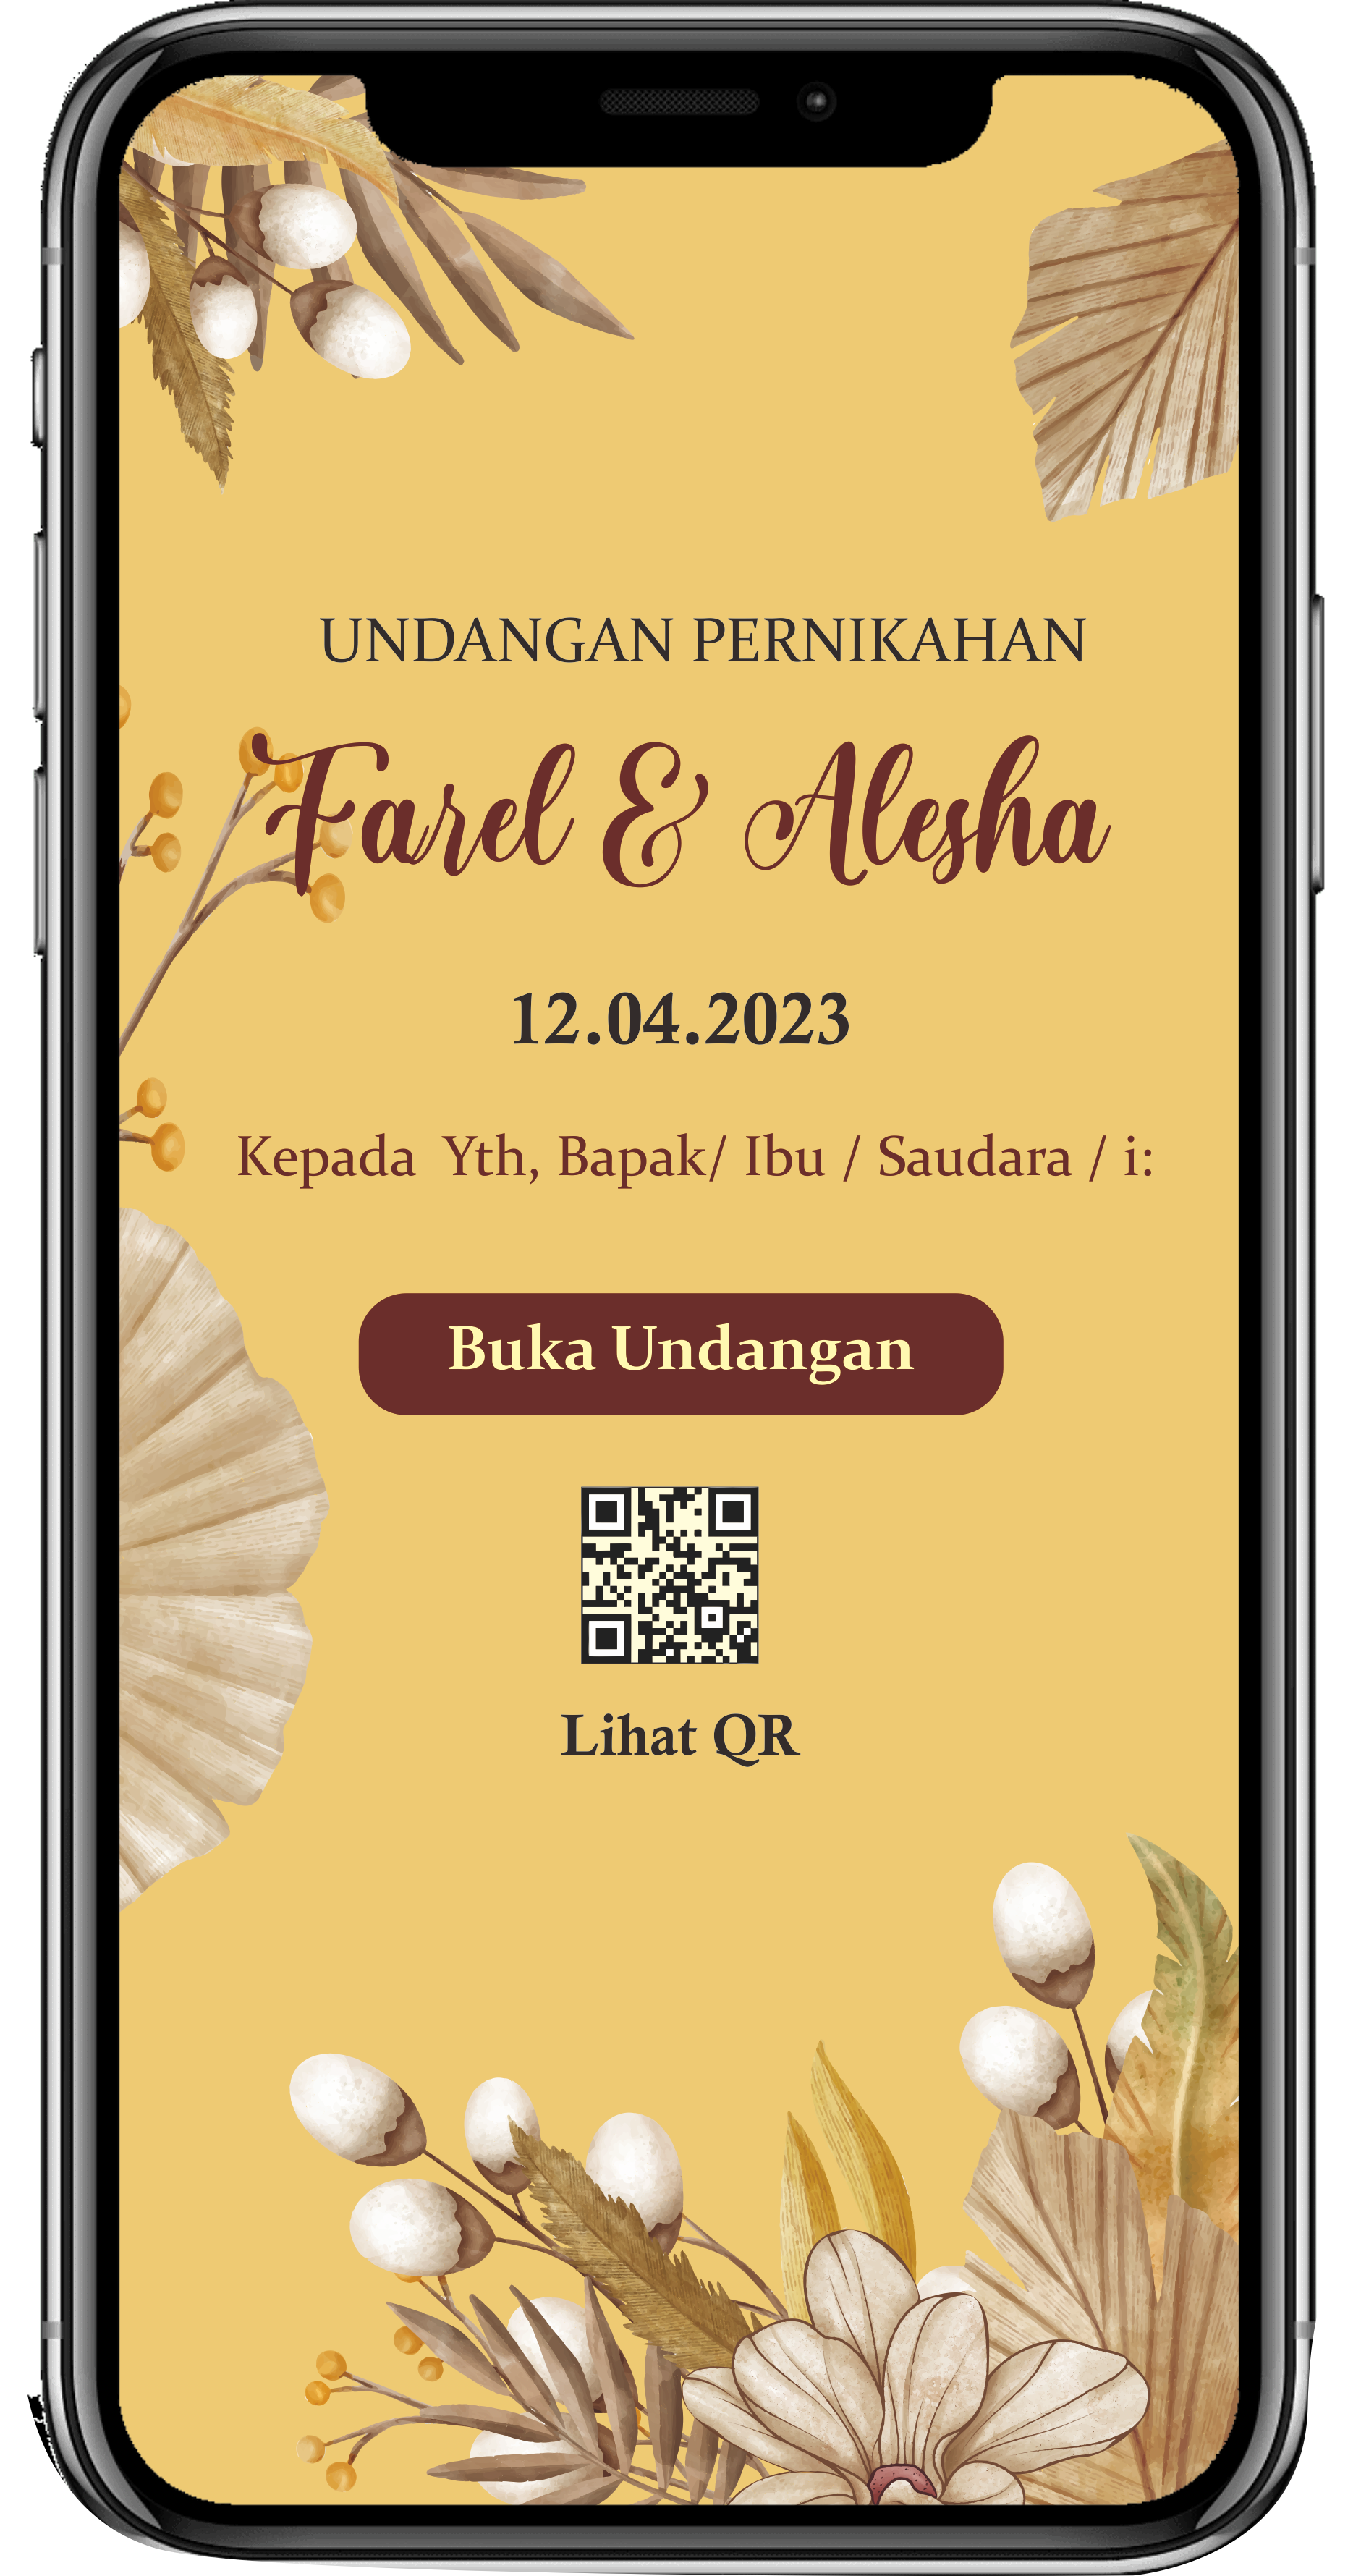 UNDANGAN PERNIKAHAN
Farel & Alesha
12.04.2023
Kepada Yth, Bapak/ Ibu / Saudara / i:
Buka Undangan
Lihat QR